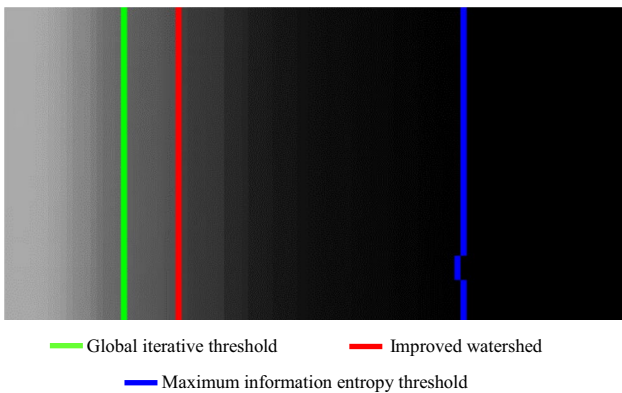 Global iterative threshold
Improved watershed
Maximum information entropy threshold